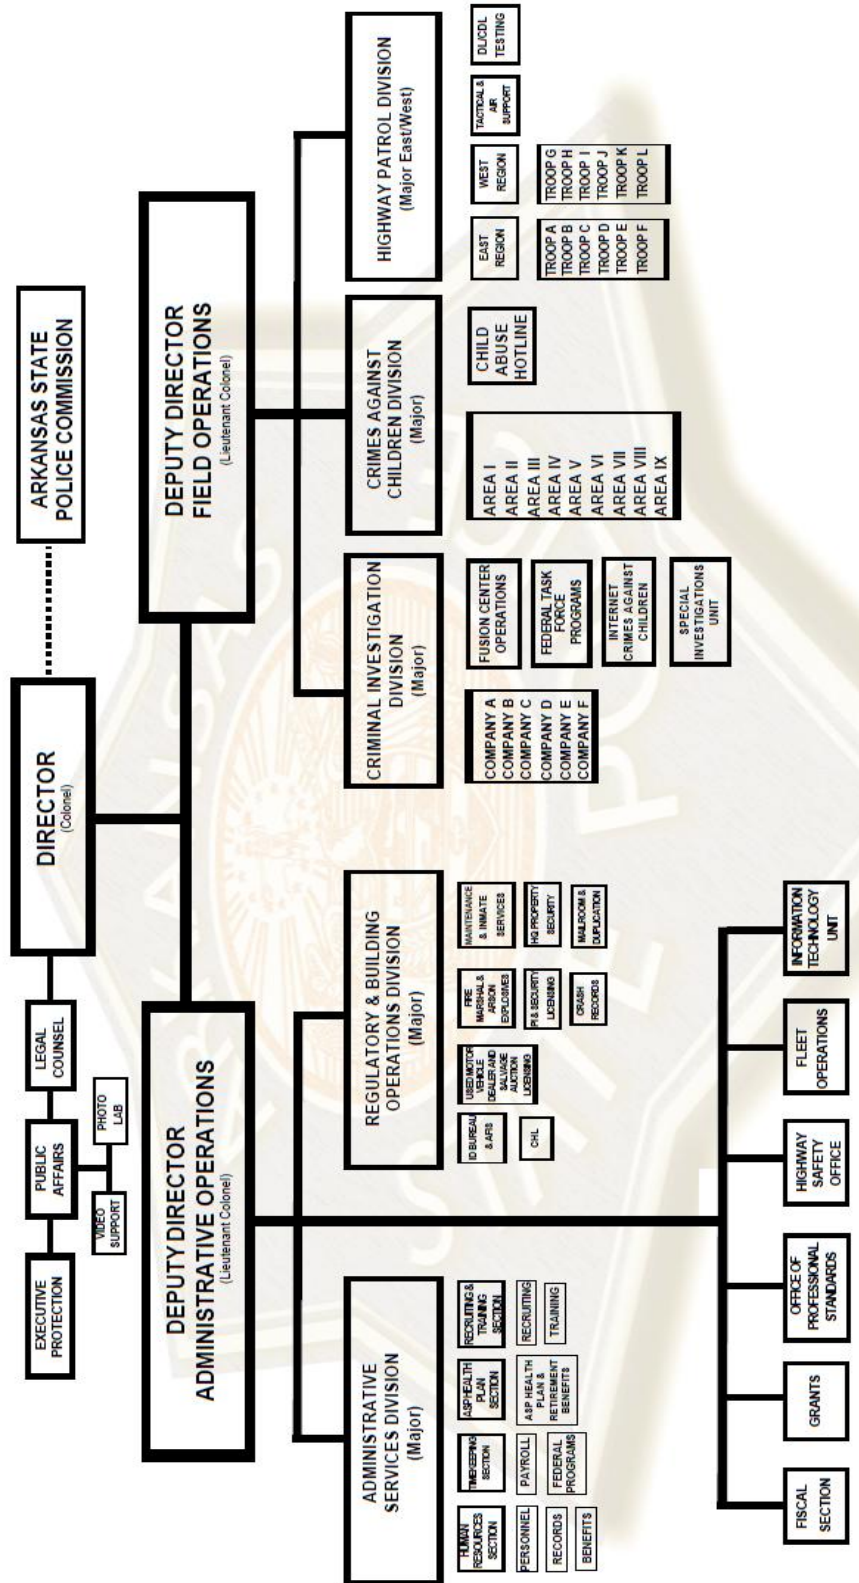 ARKANSAS STATE
POLICE COMMISSION
DIRECTOR
(Colonel)
LEGAL
COUNSEL
PUBLIC
AFFAIRS
EXECUTIVE
PROTECTION
PHOTO
LAB
VIDEO
SUPPORT
DEPUTY DIRECTOR
ADMINISTRATIVE OPERATIONS
(Lieutenant Colonel)
DEPUTY DIRECTOR
FIELD OPERATIONS
(Lieutenant Colonel)
ADMINISTRATIVE
SERVICES DIVISION
(Major)
REGULATORY & BUILDING
OPERATIONS DIVISION
(Major)
CRIMINAL INVESTIGATION
DIVISION
(Major)
CRIMES AGAINST
CHILDREN DIVISION
(Major)
HIGHWAY PATROL DIVISION
(Major East/West)
HUMAN
RESOURCES
SECTION
PERSONNEL
RECORDS
BENEFITS
TIMEKEEPING
SECTION
PAYROLL
FEDERAL
PROGRAMS
ASP HEALTH
PLAN
SECTION
ASP HEALTH
PLAN &
RETIREMENT
BENEFITS
RECRUITING &
TRAINING
SECTION
RECRUITING
TRAINING
ID BUREAU
& AFIS
CHL
USED MOTOR
VEHICLE
DEALER AND
SALVAGE
AUCTION
LICENSING
FIRE
MARSHAL &
ARSON
EXPLOSIVES
PI & SECURITY
LICENSING
CRASH
RECORDS
MAINTENANCE
& INMATE
SERVICES
HQ PROPERTY
SECURITY
MAILROOM &
DUPLICATION
COMPANY A
COMPANY B
COMPANY C
COMPANY D
COMPANY E
COMPANY F
FUSION CENTER
OPERATIONS
FEDERAL TASK
FORCE
PROGRAMS
INTERNET
CRIMES AGAINST
CHILDREN
SPECIAL
INVESTIGATIONS
UNIT
AREA I
AREA II
AREA III
AREA IV
AREA V
AREA VI
AREA VII
AREA VIII
AREA IX
CHILD
ABUSE
HOTLINE
EAST
REGION
TROOP A
TROOP B
TROOP C
TROOP D
TROOP E
TROOP F
WEST
REGION
TROOP G
TROOP H
TROOP I
TROOP J
TROOP K
TROOP L
TACTICAL &
AIR
SUPPORT
DL/CDL
TESTING
FISCAL
SECTION
GRANTS
OFFICE OF
PROFESSIONAL
STANDARDS
HIGHWAY
SAFETY
OFFICE
FLEET
OPERATIONS
INFORMATION
TECHNOLOGY
UNIT
ARKANSAS
STATE POLICE